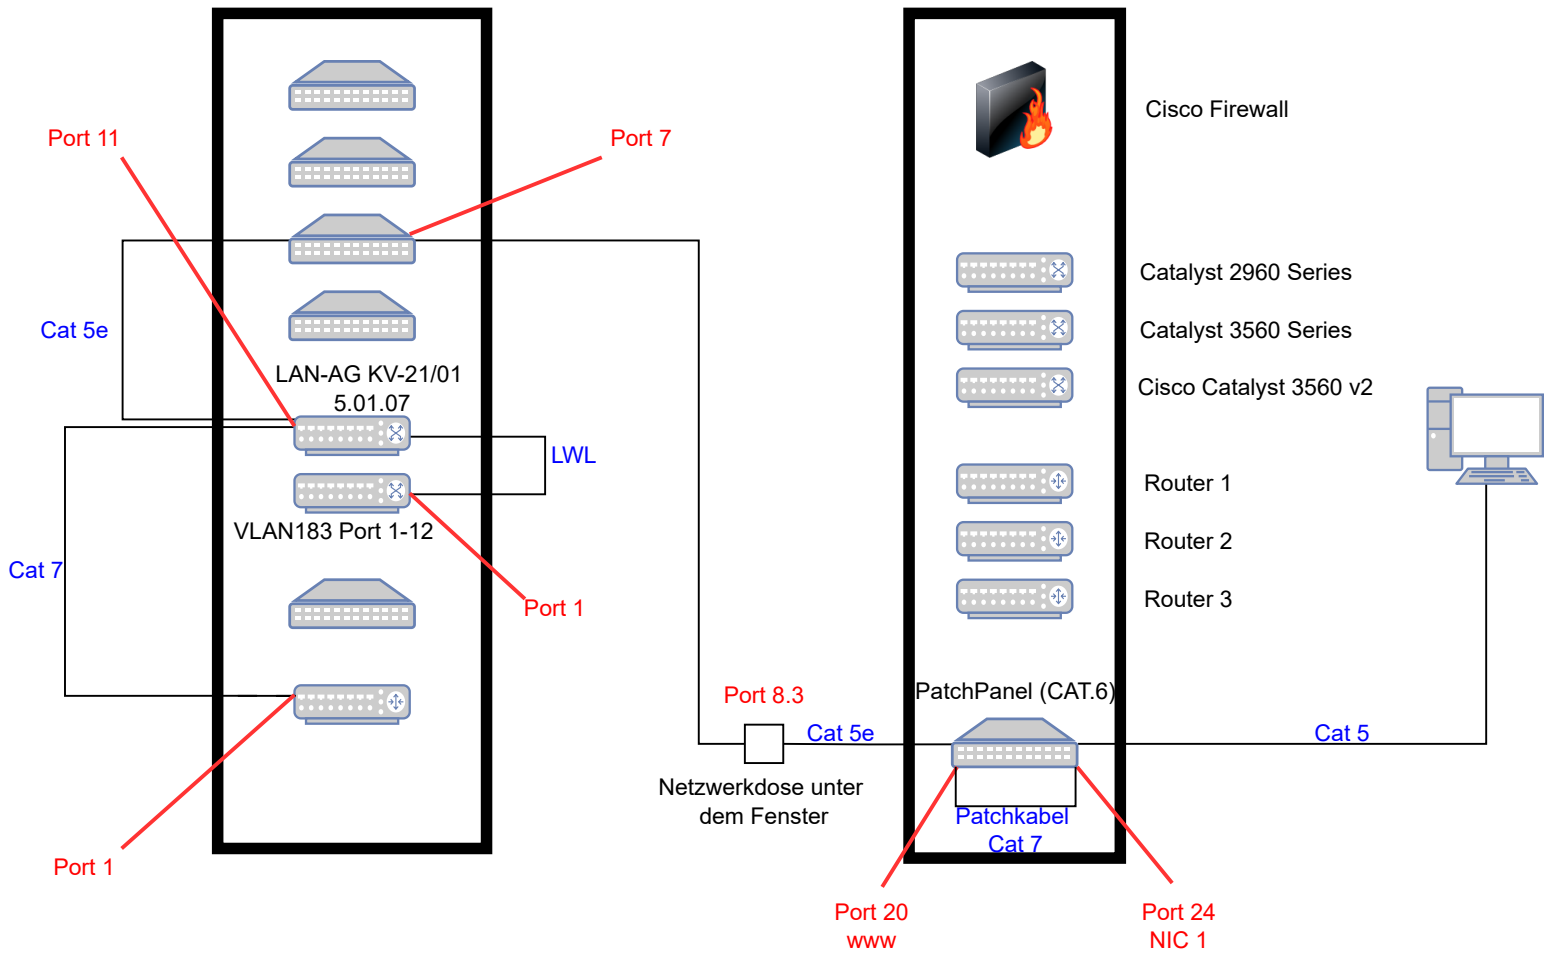 Port 11
Port 7
Cat 5e
LAN-AG KV-21/01
5.01.07
LWL
VLAN183 Port 1-12
Cat 7
Port 1
Port 1
Cisco Firewall
Catalyst 2960 Series
Catalyst 3560 Series
Cisco Catalyst 3560 v2
Router 1
Router 2
Router 3
PatchPanel (CAT.6)
Port 8.3
Cat 5e
Cat 5
Netzwerkdose unter
dem Fenster
Patchkabel
Cat 7
Port 20
www
Port 24
NIC 1